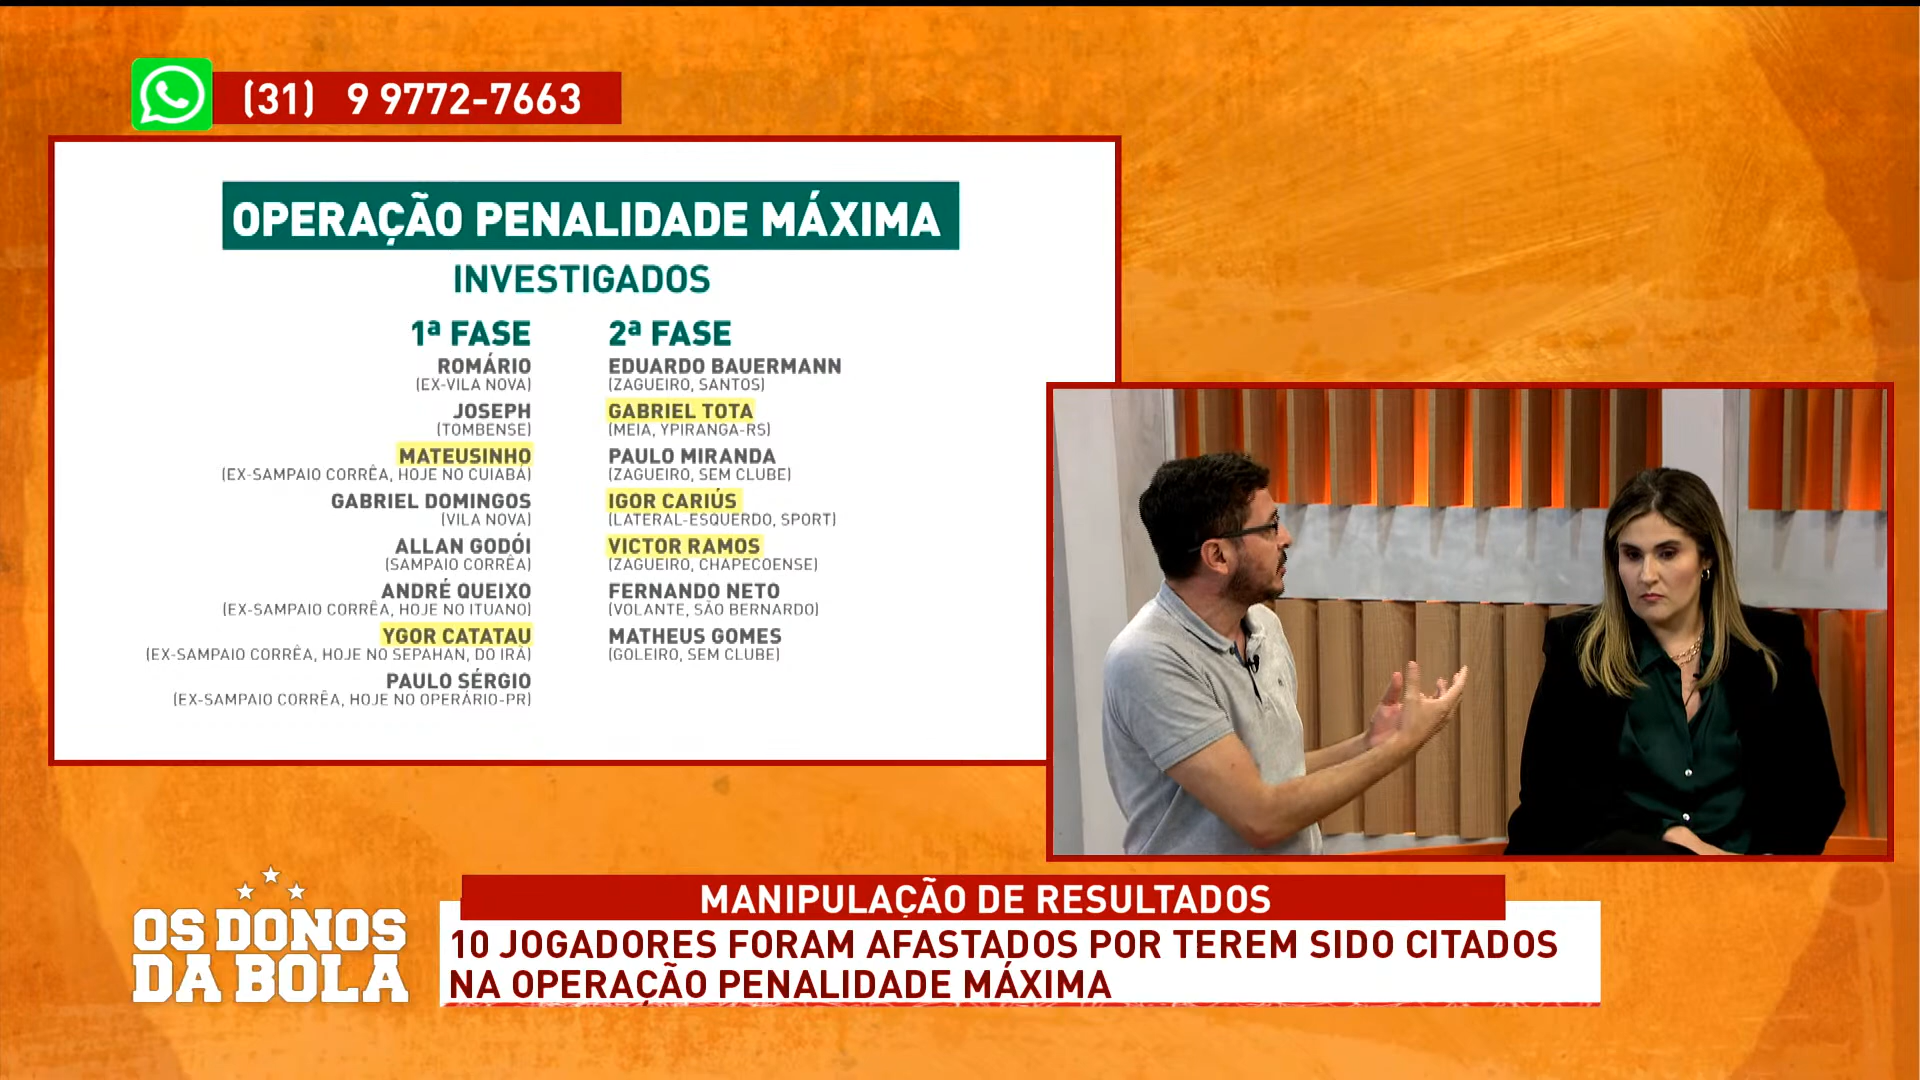 (31) 9 9772-7663
OPERAÇÃO PENALIDADE MÁXIMA
INVESTIGADOS
1ª FASE
ROMÁRIO
(EX-VILA NOVA)
JOSEPH
(TOMBENSE)
MATEUSINHO
(EX-SAMPAIO CORRÊA, HOJE NO CUIABÁ)
GABRIEL DOMINGOS
(VILA NOVA)
ALLAN GODÓI
(SAMPAIO CORRÊA)
ANDRÉ QUEIXO
(EX-SAMPAIO CORRÊA, HOJE NO ITUANO)
YGOR CATATAU
(EX-SAMPAIO CORRÊA, HOJE NO SEPAHAN, DO IRÃ)
PAULO SÉRGIO
(EX-SAMPAIO CORRÊA, HOJE NO OPERÁRIO-PR)
2ª FASE
EDUARDO BAUERMANN
(ZAGUEIRO, SANTOS)
GABRIEL TOTA
(MEIA, YPIRANGA-RS)
PAULO MIRANDA
(ZAGUEIRO, SEM CLUBE)
IGOR CARIÚS
(LATERAL-ESQUERDO, SPORT)
VICTOR RAMOS
(ZAGUEIRO, CHAPECOENSE)
FERNANDO NETO
(VOLANTE, SÃO BERNARDO)
MATHEUS GOMES
(GOLEIRO, SEM CLUBE)
OS DONOS
DA BOLA
MANIPULAÇÃO DE RESULTADOS
10 JOGADORES FORAM AFASTADOS POR TEREM SIDO CITADOS
NA OPERAÇÃO PENALIDADE MÁXIMA